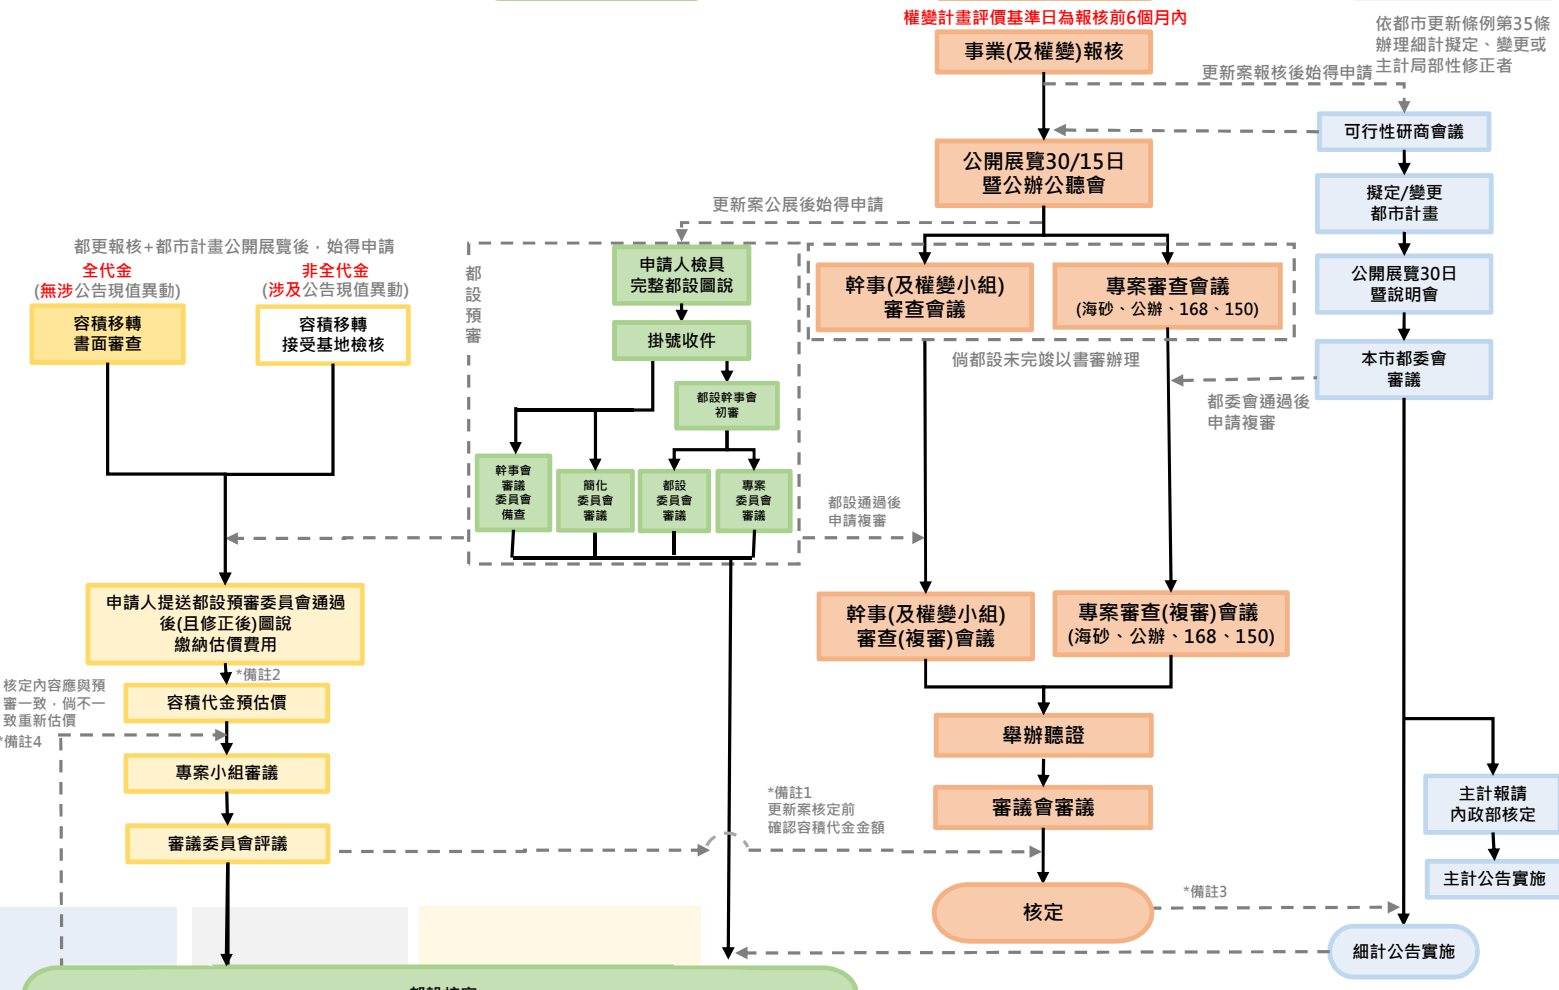 權變計畫評價基準日為報核前6個月內
事業(及權變)報核
依都市更新條例第35條
辦理細計擬定、變更或
主計局部性修正者
更新案報核後始得申請
可行性研商會議
公開展覽30/15日
暨公辦公聽會
擬定/變更
都市計畫
更新案公展後始得申請
都更報核+都市計畫公開展覽後，始得申請
全代金
(無涉公告現值異動)
非全代金
(涉及公告現值異動)
容積移轉
書面審查
容積移轉
接受基地檢核
都設預審
申請人檢具
完整都設圖說
掛號收件
都設幹事會
初審
幹事會
審議
委員會
備查
簡化
委員會
審議
都設
委員會
審議
專案
委員會
審議
幹事(及權變小組)
審查會議
專案審查會議
(海砂、公辦、168、150)
倘都設未完竣以書審辦理
公開展覽30日
暨說明會
本市都委會
審議
都委會通過後
申請複審
都設通過後
申請複審
申請人提送都設預審委員會通過
後(且修正後)圖說
繳納估價費用
*備註2
核定內容應與預
審一致，倘不一
致重新估價
*備註4
容積代金預估價
專案小組審議
審議委員會評議
幹事(及權變小組)
審查(複審)會議
專案審查(複審)會議
(海砂、公辦、168、150)
舉辦聽證
審議會審議
*備註1
更新案核定前
確認容積代金金額
核定
*備註3
主計報請
內政部核定
主計公告實施
細計公告實施